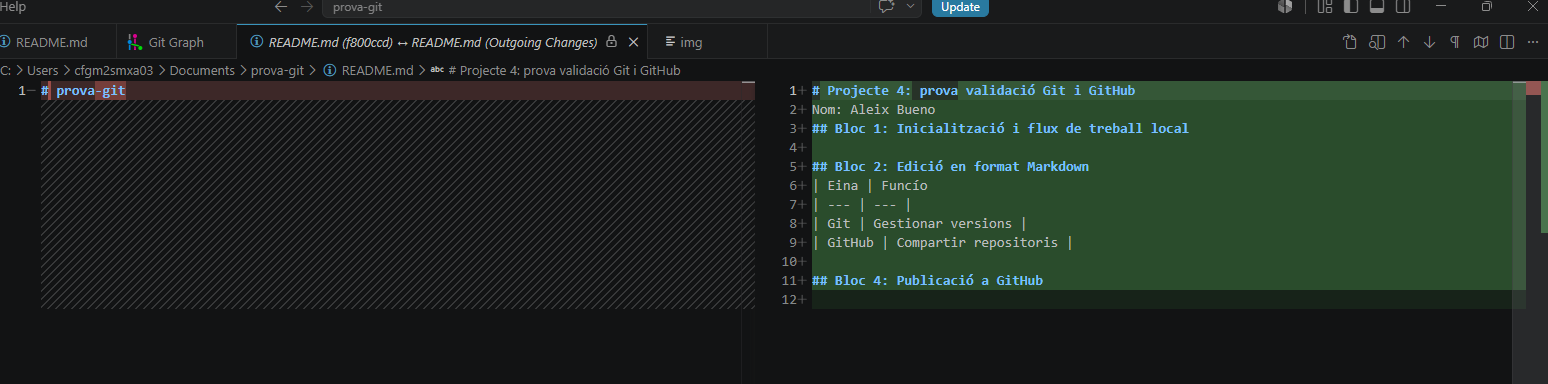 Help
prova-git
Update
README.md
Git Graph
README.md (f800ccd) ↔ README.md (Outgoing Changes)
img
C: > Users > cfgm2smxa03 > Documents > prova-git > README.md > abc # Projecte 4: prova validació Git i GitHub
1− # prova-git
1+ # Projecte 4: prova validació Git i GitHub
2+ Nom: Aleix Bueno
3+ ## Bloc 1: Inicialització i flux de treball local
4+
5+ ## Bloc 2: Edició en format Markdown
6+ | Eina | Funcío
7+ | --- | --- |
8+ | Git | Gestionar versions |
9+ | GitHub | Compartir repositoris |
10+
11+ ## Bloc 4: Publicació a GitHub
12+